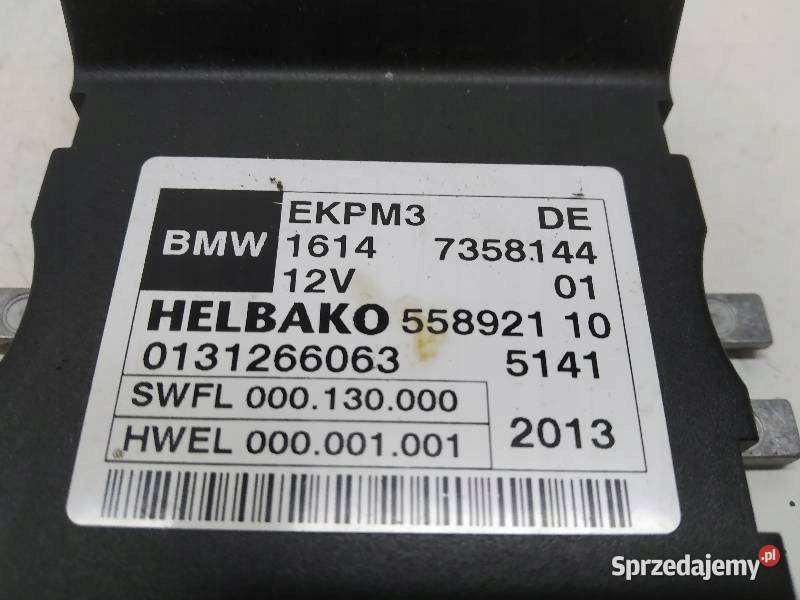 BMW
EKPM3 DE
1614 7358144
12V 01
HELBAKO 558921 10
0131266063 5141
SWFL 000.130.000
HWEL 000.001.001
2013
Sprzedajemy.pl